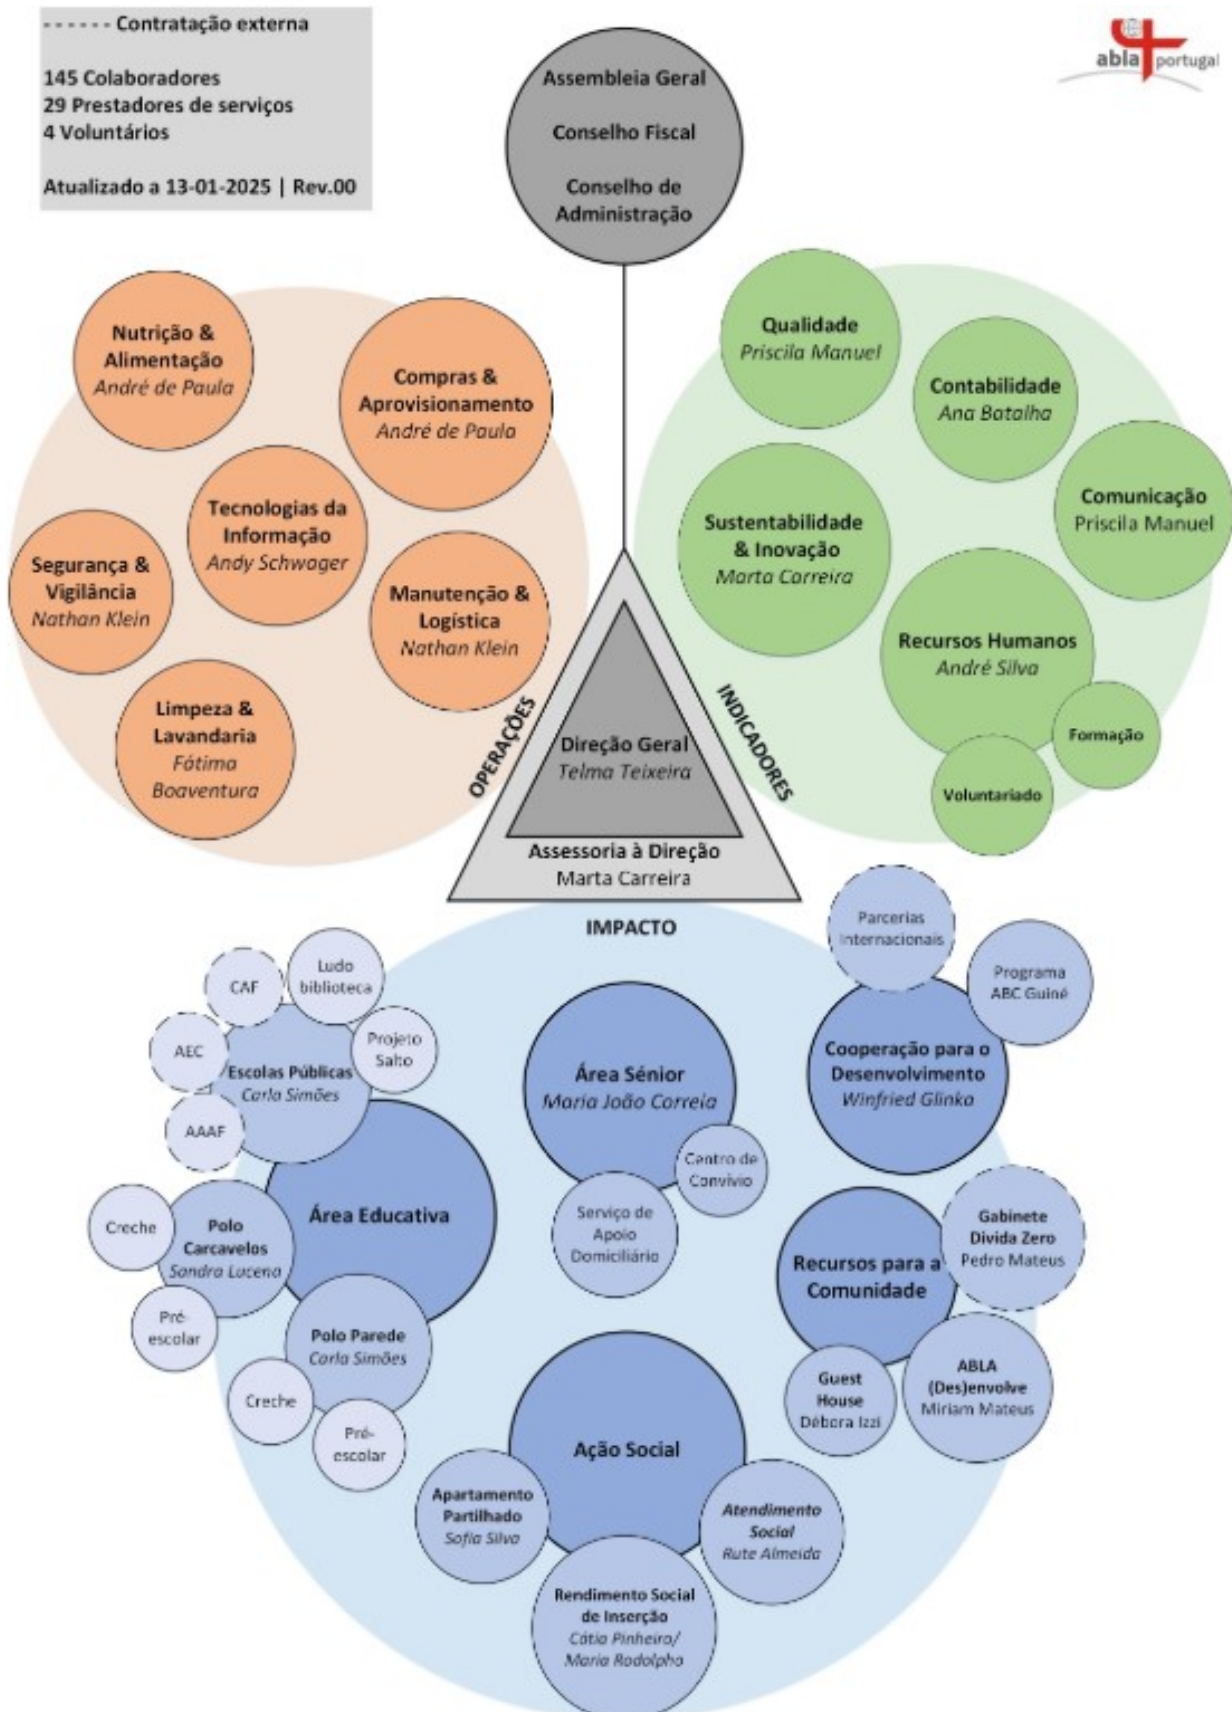 ------ Contratação externa
145 Colaboradores
29 Prestadores de serviços
4 Voluntários
Atualizado a 13-01-2025 | Rev.00
abla portugal
Assembleia Geral
Conselho Fiscal
Conselho de
Administração
Nutrição &
Alimentação
André de Paula
Compras &
Aprovisionamento
André de Paula
Tecnologias da
Informação
Andy Schwager
Segurança &
Vigilância
Nathan Klein
Manutenção &
Logística
Nathan Klein
Limpeza &
Lavandaria
Fátima
Boaventura
OPERAÇÕES
Qualidade
Priscila Manuel
Contabilidade
Ana Batalha
Comunicação
Priscila Manuel
Sustentabilidade
& Inovação
Marta Carreira
Recursos Humanos
André Silva
Formação
Voluntariado
INDICADORES
Direção Geral
Telma Teixeira
Assessoria à Direção
Marta Carreira
IMPACTO
CAF
Ludo
biblioteca
AEC
Projeto
Salto
Escolas Públicas
Carla Simões
AAAF
Área Educativa
Creche
Polo
Carcavelos
Sandra Lucena
Pré-
escolar
Polo Parede
Carla Simões
Creche
Pré-
escolar
Área Sénior
Maria João Correia
Centro de
Convívio
Serviço de
Apoio
Domiciliário
Parcerias
Internacionais
Programa
ABC Guiné
Cooperação para o
Desenvolvimento
Winfried Glinka
Recursos para a
Comunidade
Gabinete
Divida Zero
Pedro Mateus
Guest
House
Débora Izzi
ABLA
(Des)envolve
Miriam Mateus
Ação Social
Apartamento
Partilhado
Sofia Silva
Atendimento
Social
Rute Almeida
Rendimento Social
de Inserção
Cátia Pinheiro/
Maria Rodolpho